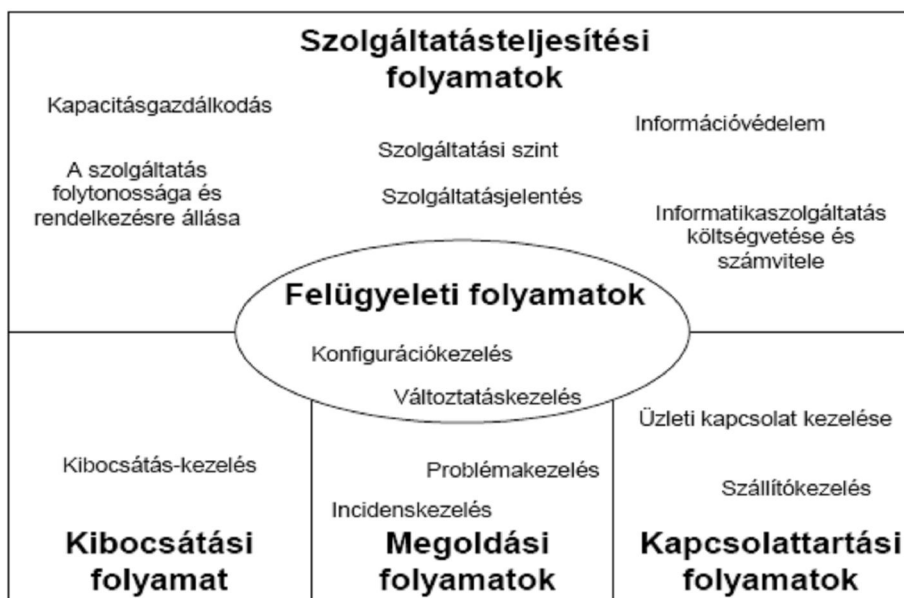 Szolgáltatásteljesítési
folyamatok
Kapacitásgazdálkodás
Információvédelem
Szolgáltatási szint
A szolgáltatás
folytonossága és
rendelkezésre állása
Szolgáltatásjelentés
Informatikaszolgáltatás
költségvetése és
számvitele
Felügyeleti folyamatok
Konfigurációkezelés
Változtatáskezelés
Kibocsátás-kezelés
Kibocsátási
folyamat
Problémakezelés
Incidenskezelés
Megoldási
folyamatok
Üzleti kapcsolat kezelése
Szállítókezelés
Kapcsolattartási
folyamatok